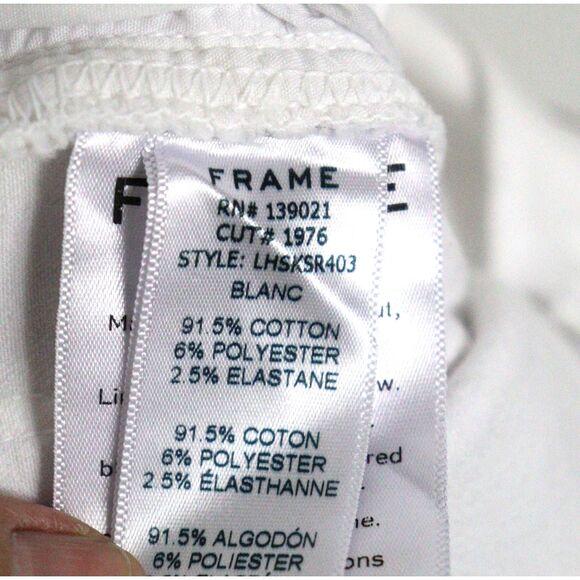 FRAME
RN# 139021
CUT# 1976
STYLE: LHSKSR403
BLANC
91.5% COTTON
6% POLYESTER
2.5% ELASTANE
91.5% COTON
6% POLYESTER
2.5% ÉLASTHANNE
91.5% ALGODÓN
6% POLIÉSTER